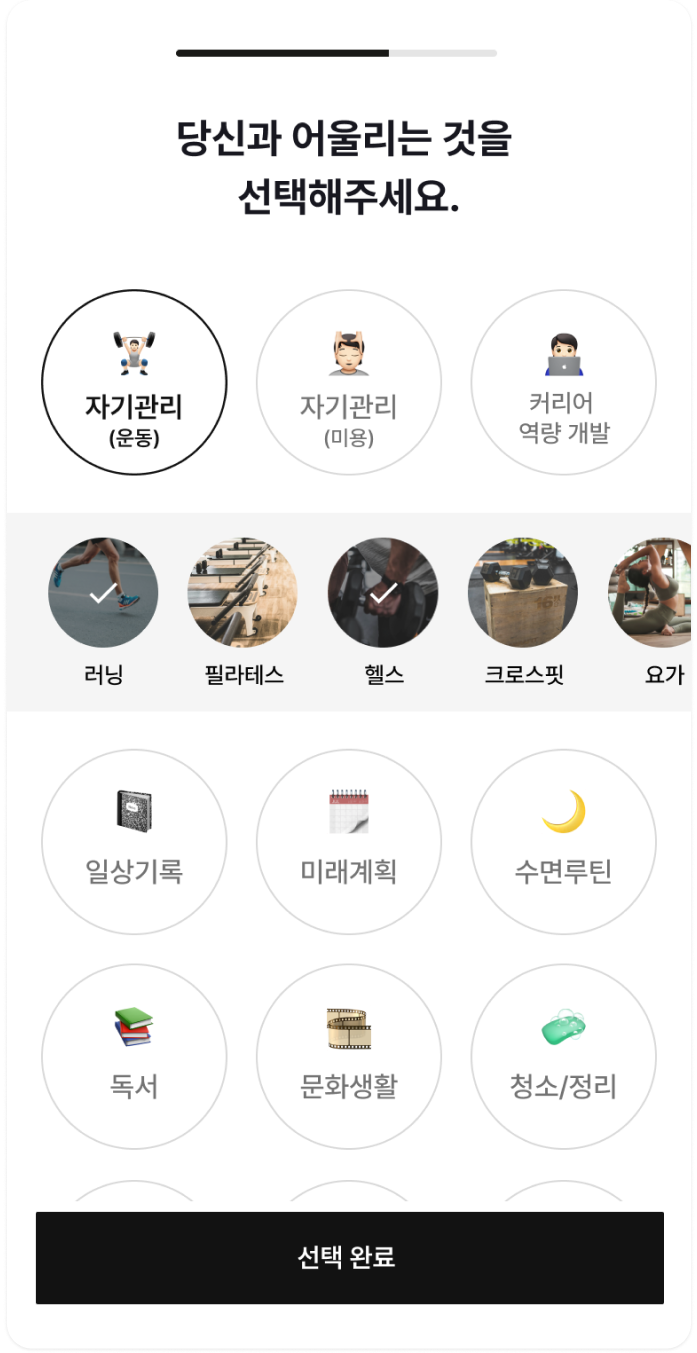 당신과 어울리는 것을
선택해주세요.
자기관리
(운동)
자기관리
(미용)
커리어
역량 개발
러닝
필라테스
헬스
크로스핏
요가
일상기록
미래계획
수면루틴
독서
문화생활
청소/정리
선택 완료